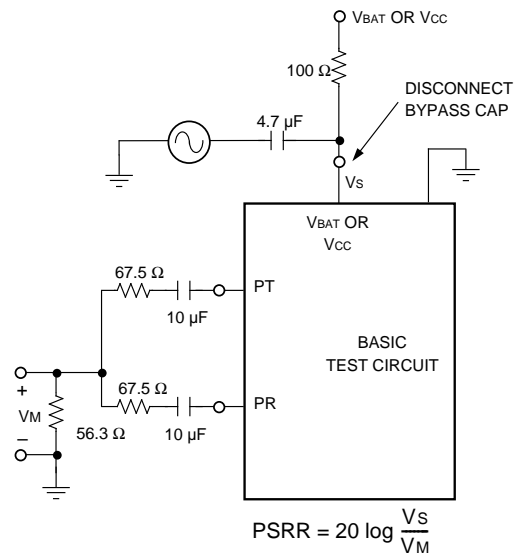 VBAT OR VCC
100 Ω
DISCONNECT
BYPASS CAP
4.7 µF
VS
VBAT OR
VCC
67.5 Ω
PT
10 µF
BASIC
TEST CIRCUIT
67.5 Ω
+
PR
VM
10 µF
56.3 Ω
–
PSRR = 20 log VS
VM